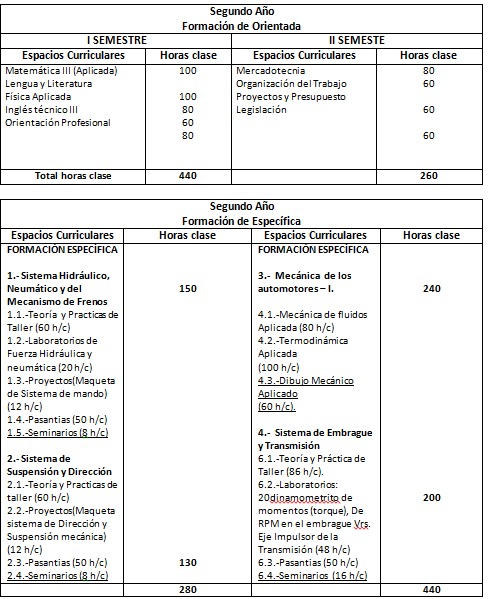 Segundo Año
Formación de Orientada
I SEMESTRE II SEMESTE
Espacios Curriculares Horas clase Espacios Curriculares Horas clase
Matemática III (Aplicada) 100 Mercadotecnia 80
Lengua y Literatura Organización del Trabajo 60
Física Aplicada 100 Proyectos y Presupuesto
Inglés técnico III 80 Legislación 60
Orientación Profesional 60
80 60
Total horas clase 440 260
Segundo Año
Formación de Específica
Espacios Curriculares Horas clase Espacios Curriculares Horas clase
FORMACIÓN ESPECÍFICA
1.- Sistema Hidráulico,
Neumático y del
Mecanismo de Frenos
150
1.1.-Teoría y Practicas de
Taller (60 h/c)
1.2.-Laboratorios de
Fuerza Hidráulica y
neumática (20 h/c)
1.3.-Proyectos(Maqueta
de Sistema de mando)
(12 h/c)
1.4.-Pasantias (50 h/c)
1.5.-Seminarios (8 h/c)
2.-Sistema de
Suspensión y Dirección
2.1.-Teoría y Practicas de
taller (60 h/c)
2.2.-Proyectos(Maqueta
sistema de Dirección y
Suspensión mecánica)
(12 h/c)
2.3.-Pasantias (50 h/c)
130
2.4.-Seminarios (8 h/c)
280
FORMACIÓN ESPECÍFICA
3.- Mecánica de los
automotores – I.
240
4.1.-Mecánica de fluidos
Aplicada (80 h/c)
4.2.-Termodinámica
Aplicada
(100 h/c)
4.3.-Dibujo Mecánico
Aplicado
(60 h/c).
4.- Sistema de Embrague
y Transmisión
6.1.-Teoría y Práctica de
Taller (86 h/c).
6.2.-Laboratorios:
20dinamometrito de
200
momentos (torque), De
RPM en el embrague Vrs.
Eje Impulsor de la
Transmisión (48 h/c)
6.3.-Pasantias (50 h/c)
6.4.-Seminarios (16 h/c)
440